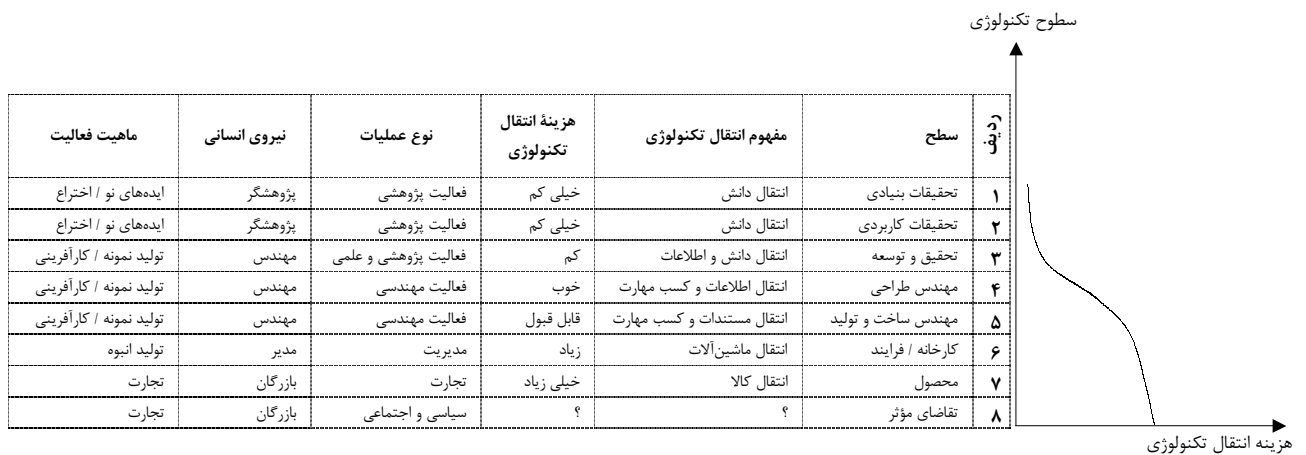 سطوح تکنولوژی
ردیف سطح مفهوم انتقال تکنولوژی هزینهٔ انتقال تکنولوژی نوع عملیات نیروی انسانی ماهیت فعالیت
۱ تحقیقات بنیادی انتقال دانش خیلی کم فعالیت پژوهشی پژوهشگر ایده‌های نو / اختراع
۲ تحقیقات کاربردی انتقال دانش خیلی کم فعالیت پژوهشی پژوهشگر ایده‌های نو / اختراع
۳ تحقیق و توسعه انتقال دانش و اطلاعات کم فعالیت پژوهشی و علمی مهندس تولید نمونه / کارآفرینی
۴ مهندس طراحی انتقال اطلاعات و کسب مهارت خوب فعالیت مهندسی مهندس تولید نمونه / کارآفرینی
۵ مهندس ساخت و تولید انتقال مستندات و کسب مهارت قابل قبول فعالیت مهندسی مهندس تولید نمونه / کارآفرینی
۶ کارخانه / فرایند انتقال ماشین‌آلات زیاد مدیریت مدیر تولید انبوه
۷ محصول انتقال کالا خیلی زیاد تجارت بازرگان تجارت
۸ تقاضای مؤثر ؟ ؟ سیاسی و اجتماعی بازرگان تجارت
هزینه انتقال تکنولوژی